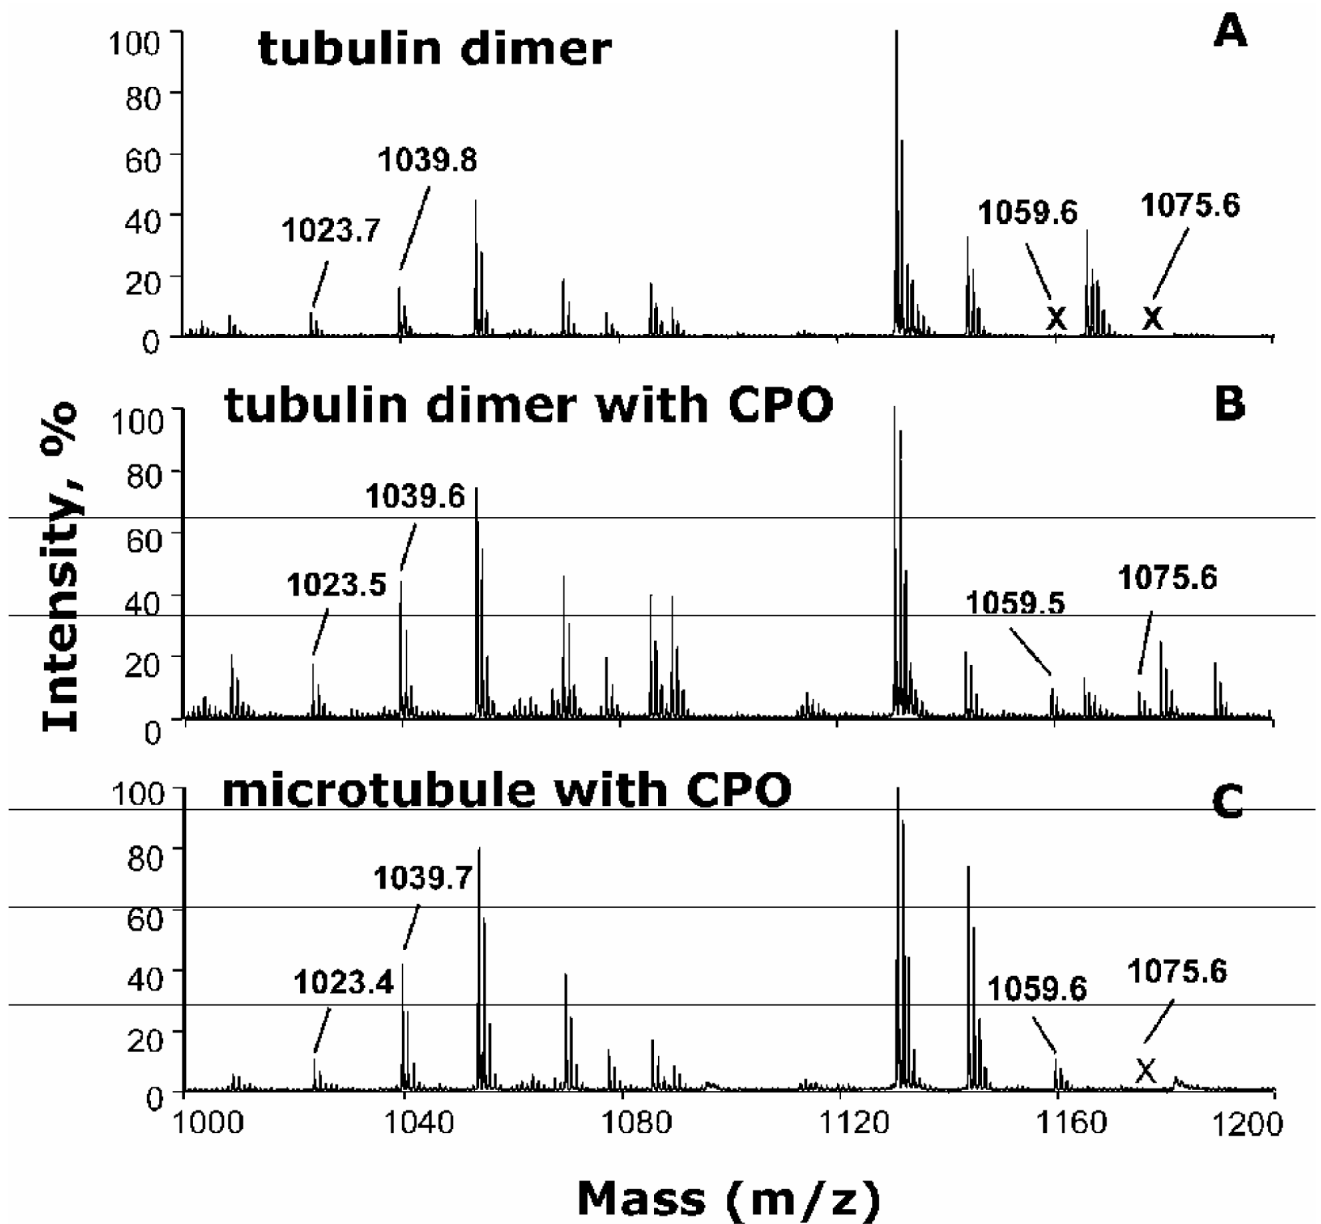 tubulin dimer
A
100
80
60
40
20
0
1023.7
1039.8
1059.6
1075.6
X
X
tubulin dimer with CPO
B
100
80
60
40
20
0
1023.5
1039.6
1059.5
1075.6
Intensity, %
microtubule with CPO
C
100
80
60
40
20
0
1023.4
1039.7
1059.6
1075.6
X
1000 1040 1080 1120 1160 1200
Mass (m/z)